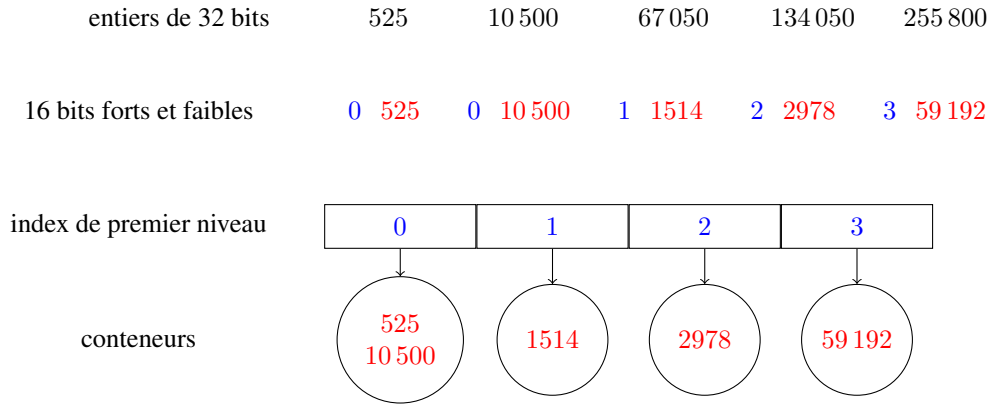 entiers de 32 bits 525 10 500 67 050 134 050 255 800
16 bits forts et faibles 0 525 0 10 500 1 1514 2 2978 3 59 192
index de premier niveau 0 1 2 3
conteneurs 525 10 500 1514 2978 59 192